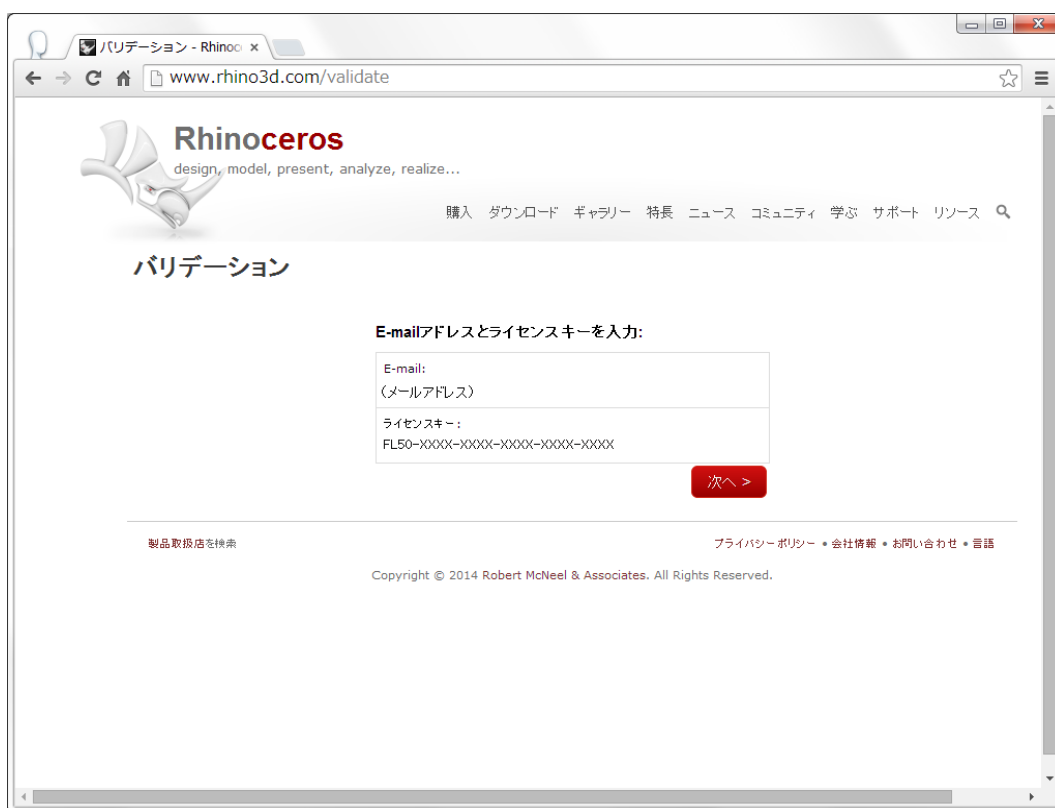 バリデーション - Rhinoc
www.rhino3d.com/validate
Rhinoceros
design, model, present, analyze, realize...
購入 ダウンロード ギャラリー 特長 ニュース コミュニティ 学ぶ サポート リソース
バリデーション
E-mailアドレスとライセンスキーを入力:
E-mail:
(メールアドレス)
ライセンスキー:
FL50-XXXX-XXXX-XXXX-XXXX-XXXX
次へ >
製品取扱店を検索
プライバシーポリシー • 会社情報 • お問い合わせ • 言語
Copyright © 2014 Robert McNeel & Associates. All Rights Reserved.